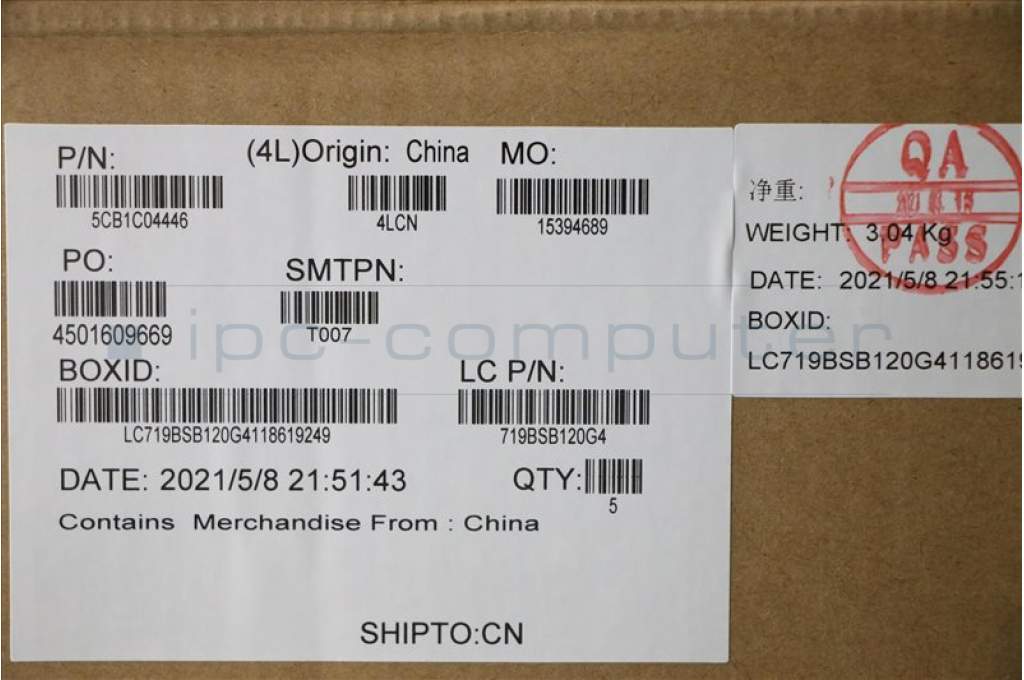 P/N: (4L)Origin: China MO:
5CB1C04446 4LCN 15394689
PO: SMTPN:
4501609669 T007
BOXID: LC P/N:
LC719BSB120G4118619249 719BSB120G4
DATE: 2021/5/8 21:51:43 QTY:
5
Contains Merchandise From : China
SHIPTO:CN
QA
PASS
净重:
WEIGHT: 3.04 Kg
DATE: 2021/5/8 21:55:1
BOXID:
LC719BSB120G4118619
ipc-computer